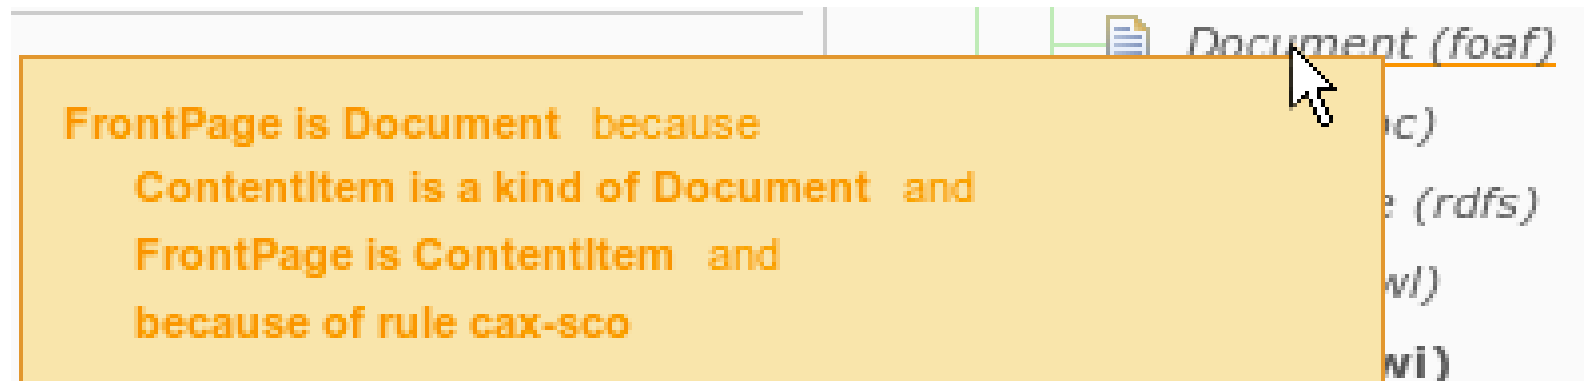 Document (foaf)
FrontPage is Document because
ContentItem is a kind of Document and
(rdfs)
FrontPage is ContentItem and
because of rule cax-sco